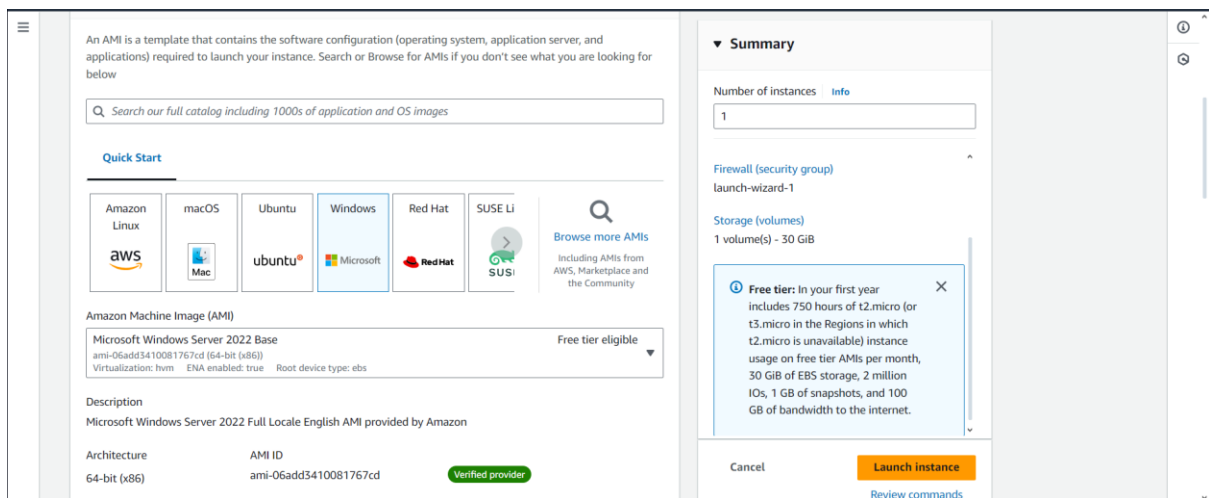 An AMI is a template that contains the software configuration (operating system, application server, and
applications) required to launch your instance. Search or Browse for AMIs if you don't see what you are looking for
below
Search our full catalog including 1000s of application and OS images
Quick Start
Amazon
Linux
aws
macOS
Mac
Ubuntu
ubuntu
Windows
Microsoft
Red Hat
Red Hat
SUSE Li
SUS
Browse more AMIs
Including AMIs from
AWS, Marketplace and
the Community
Amazon Machine Image (AMI)
Microsoft Windows Server 2022 Base
Free tier eligible
ami-06add3410081767cd (64-bit (x86))
Virtualization: hvm ENA enabled: true Root device type: ebs
Description
Microsoft Windows Server 2022 Full Locale English AMI provided by Amazon
Architecture
64-bit (x86)
AMI ID
ami-06add3410081767cd
Verified provider
Summary
Number of instances Info
1
Firewall (security group)
launch-wizard-1
Storage (volumes)
1 volume(s) - 30 GiB
Free tier: In your first year
includes 750 hours of t2.micro (or
t3.micro in the Regions in which
t2.micro is unavailable) instance
usage on free tier AMIs per month,
30 GiB of EBS storage, 2 million
IOs, 1 GB of snapshots, and 100
GB of bandwidth to the internet.
Cancel
Launch instance
Review commands